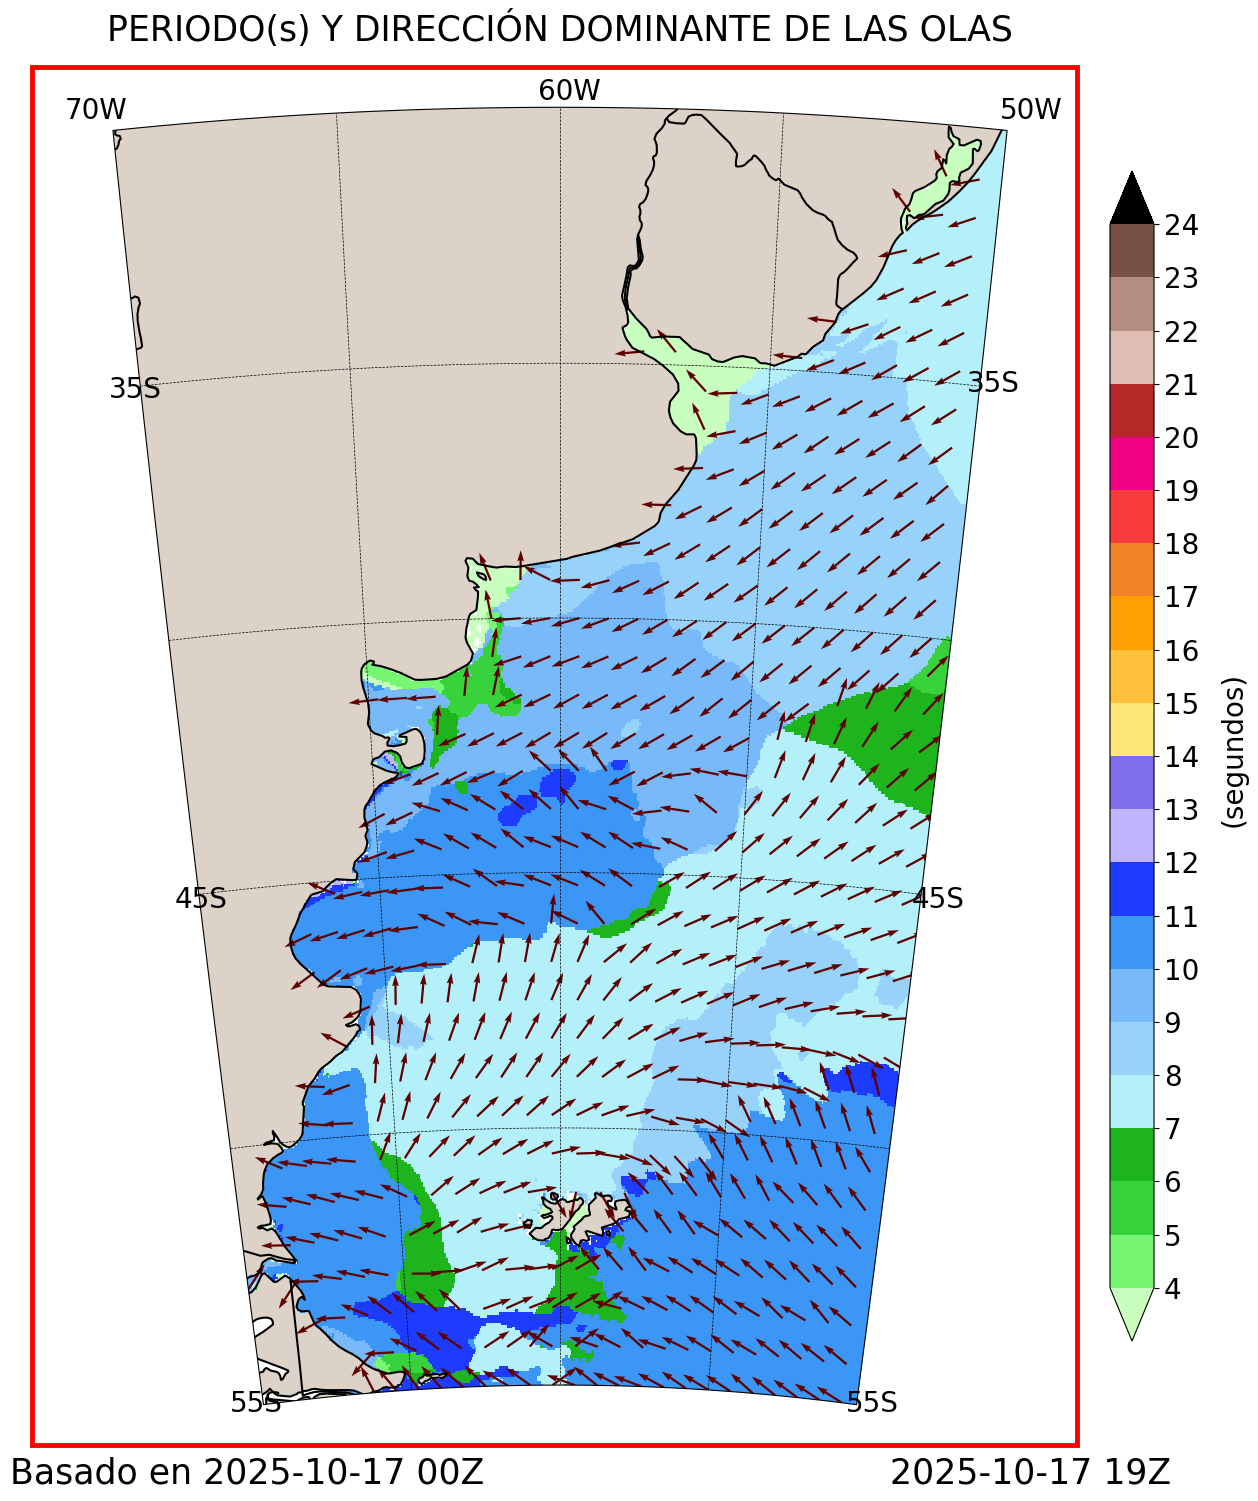 PERIODO(s) Y DIRECCIÓN DOMINANTE DE LAS OLAS
70W
60W
50W
35S
35S
45S
45S
55S
55S
24
23
22
21
20
19
18
17
16
15
14
13
12
11
10
9
8
7
6
5
4
(segundos)
Basado en 2025-10-17 00Z
2025-10-17 19Z